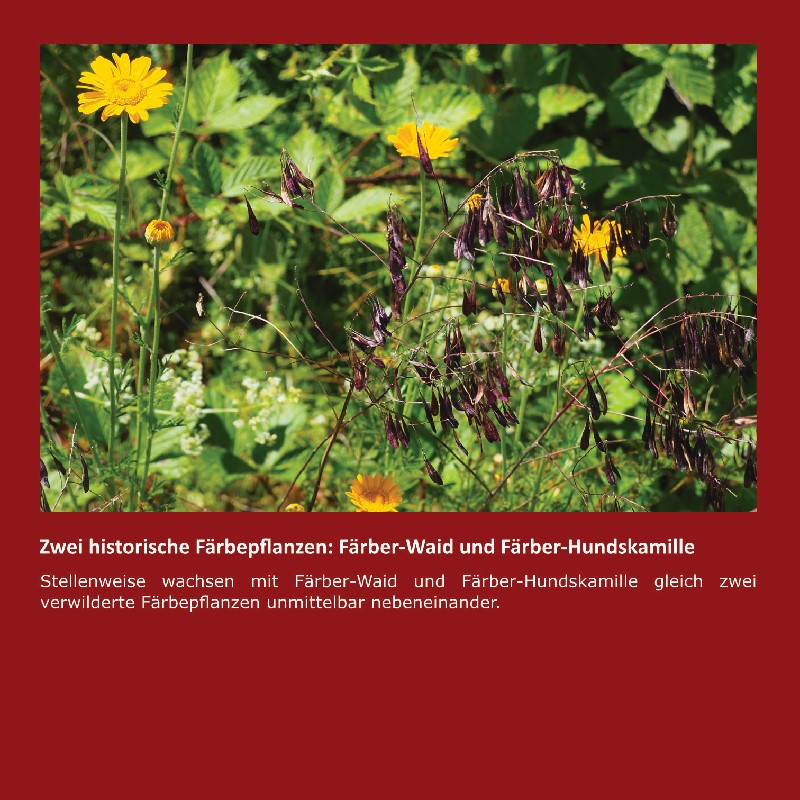 Zwei historische Färbepflanzen: Färber-Waid und Färber-Hundskamille
Stellenweise wachsen mit Färber-Waid und Färber-Hundskamille gleich zwei
verwilderte Färbepflanzen unmittelbar nebeneinander.